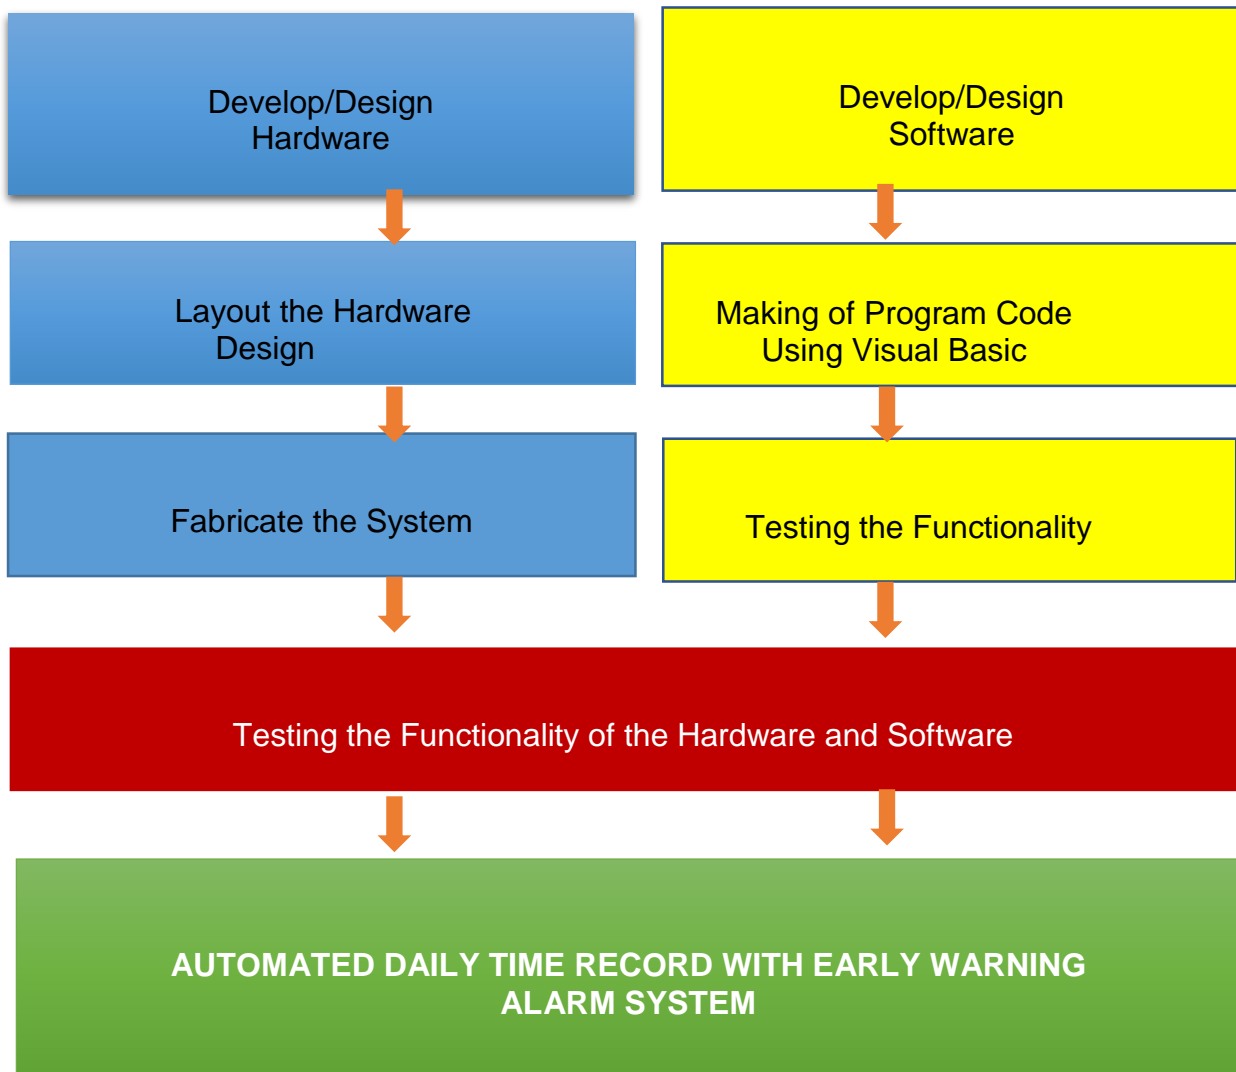 Develop/Design
Hardware
Develop/Design
Software
Layout the Hardware
Design
Making of Program Code
Using Visual Basic
Fabricate the System
Testing the Functionality
Testing the Functionality of the Hardware and Software
AUTOMATED DAILY TIME RECORD WITH EARLY WARNING
ALARM SYSTEM